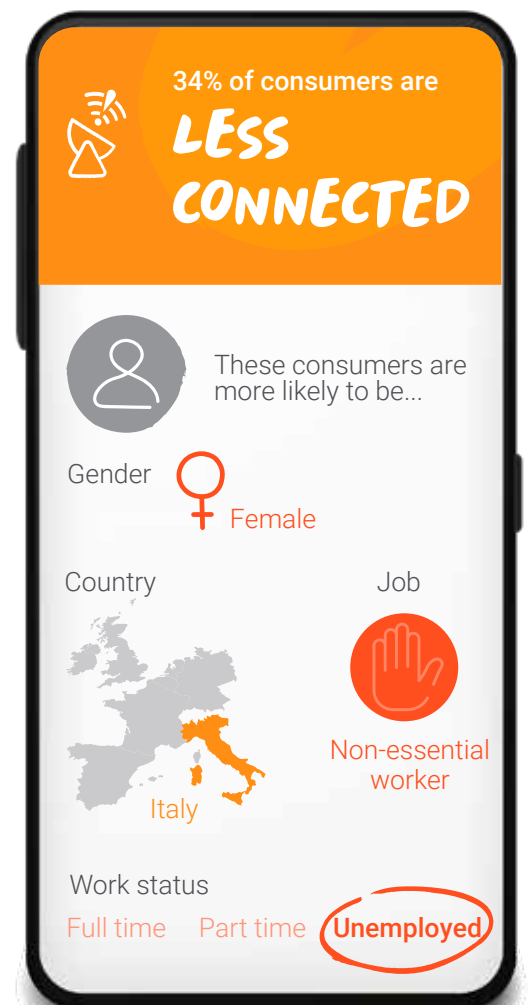 34% of consumers are
LESS
CONNECTED
These consumers are
more likely to be...
Gender
Female
Country
Job
Italy
Non-essential
worker
Work status
Full time Part time Unemployed